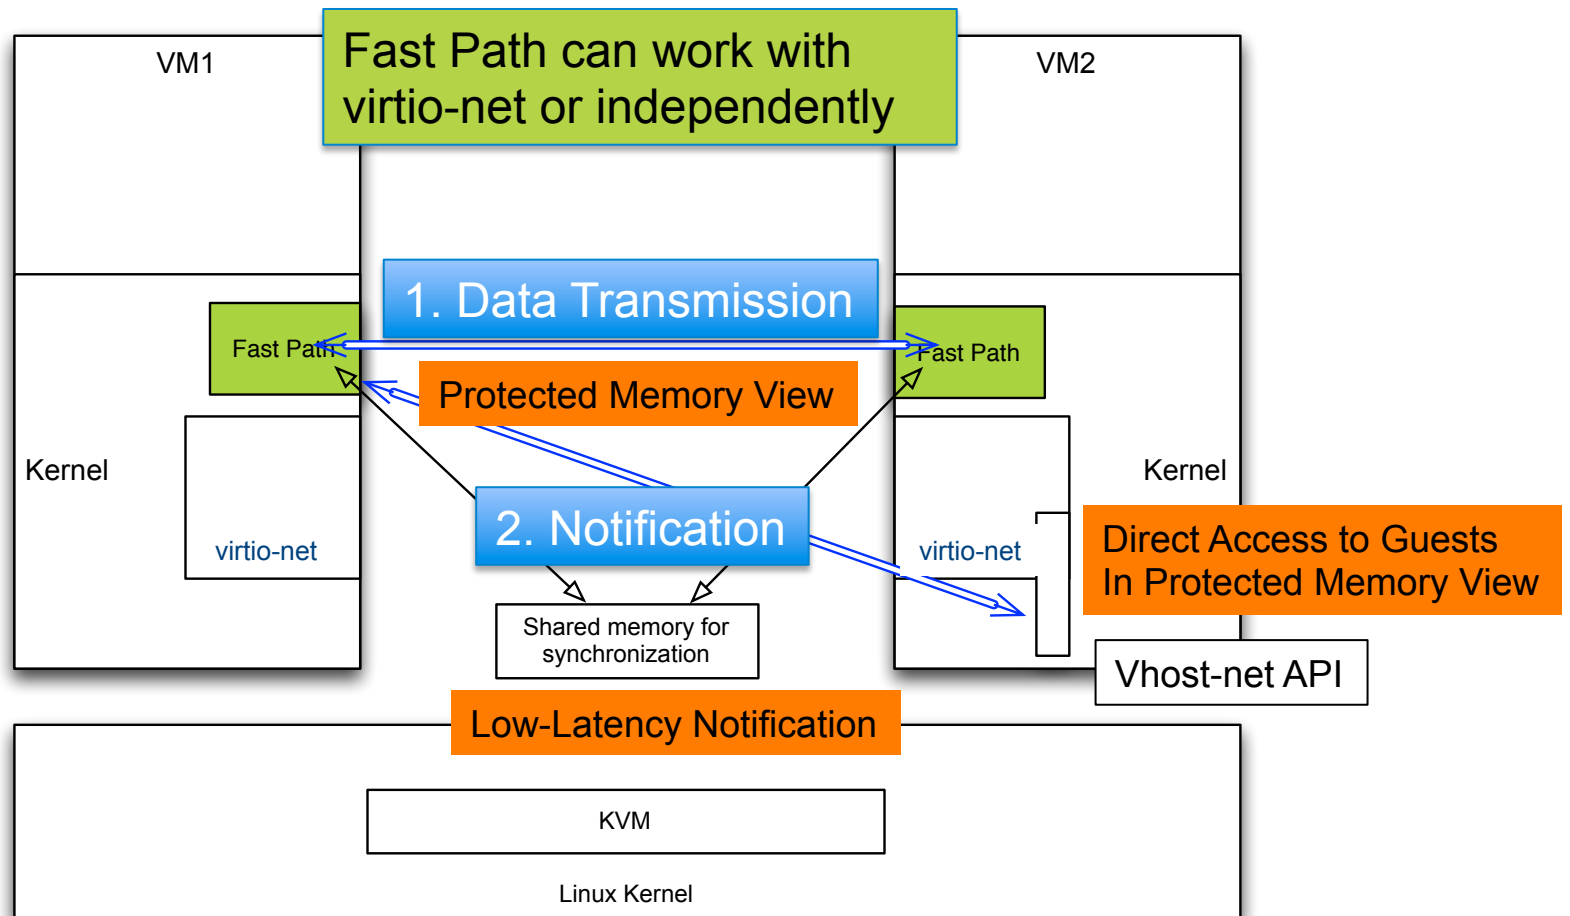 VM1
Fast Path can work with
virtio-net or independently
VM2
1. Data Transmission
Fast Path
Fast Path
Protected Memory View
Kernel
Kernel
2. Notification
virtio-net
virtio-net
Direct Access to Guests
In Protected Memory View
Shared memory for
synchronization
Vhost-net API
Low-Latency Notification
KVM
Linux Kernel